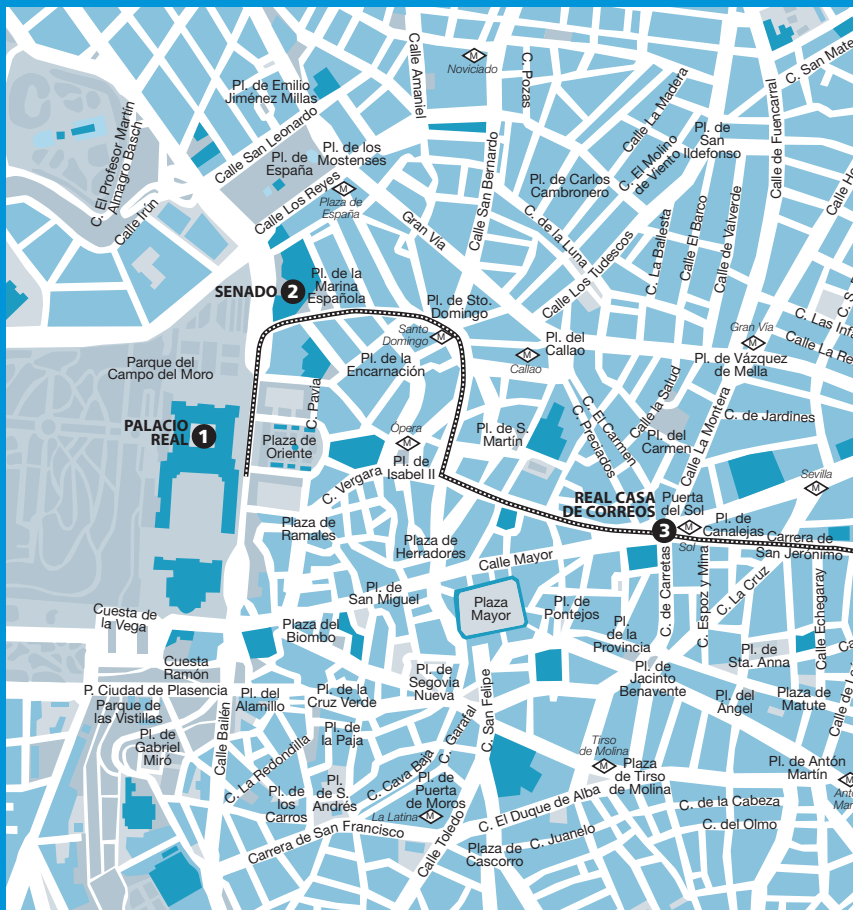 Calle Amaniel
M
Noviciado
C. Pozas
C. San Mate
Pl. de Emilio
Jiménez Millas
Calle La Madera
Calle de Fuencarral
C. El Profesor Martín
Almagro Basch
Calle San Leonardo
Pl. de los
Mostenses
Pl. de
España
Calle San Bernardo
Pl. de
San
Ildefonso
C. El Molino
de Viento
Pl. de Carlos
Cambronero
Calle Irún
Calle Los Reyes
M
Plaza de
España
Gran Via
C. de la Luna
Calle Los Tudescos
C. La Ballesta
Calle El Barco
Calle de Valverde
SENADO 2
Pl. de la
Marina
Española
Pl. de Sto.
Domingo
Santo
Domingo
M
Pl. del
Callao
M
Callao
Gran Vía
M
C. Las Infa
Calle La Re
Parque del
Campo del Moro
Pl. de la
Encarnación
Pl. de Vázquez
de Mella
C. Pavia
PALACIO
REAL 1
Plaza de
Oriente
Ópera
M
Pl. de
Isabel II
Pl. de S.
Martín
C. El Carmen
C. Preciados
Calle la Salud
Pl. del
Carmen
Calle La Montera
C. de Jardines
Sevilla
M
C. Vergara
Plaza de
Ramales
REAL CASA
DE CORREOS
3
Puerta
del Sol
M
Sol
Pl. de
Canalejas
Carrera de
San Jerónimo
Plaza de
Herradores
Calle Mayor
Pl. de
San Miguel
Plaza
Mayor
Pl. de
Pontejos
C. de Carretas
C. Espoz y Mina
C. La Cruz
Calle Echegaray
Cuesta de
la Vega
Plaza del
Biombo
Pl.
de la
Provincia
Pl. de
Sta. Anna
Cuesta
Ramón
P. Ciudad de Plasencia
Parque de
las Vistillas
Calle Bailén
Pl. del
Alamillo
Pl. de la
Cruz Verde
Pl. de
Segovia
Nueva
C. San Felipe
Pl. de
Jacinto
Benavente
Pl. del
Ángel
Plaza de
Matute
Pl. de
Gabriel
Miró
Pl. de
la Paja
C. Garatal
C. La Redondilla
C. Cava Baja
Tirso
de Molina
M
Plaza
de Tirso
de Molina
Pl. de Antón
Martín
M
Pl. de
los
Carros
Pl.
de S.
Andrés
Pl. de
Puerta
de Moros
La Latina
M
Carrera de San Francisco
Calle Toledo
C. El Duque de Alba
C. Juanelo
Plaza de
Cascorro
C. de la Cabeza
C. del Olmo